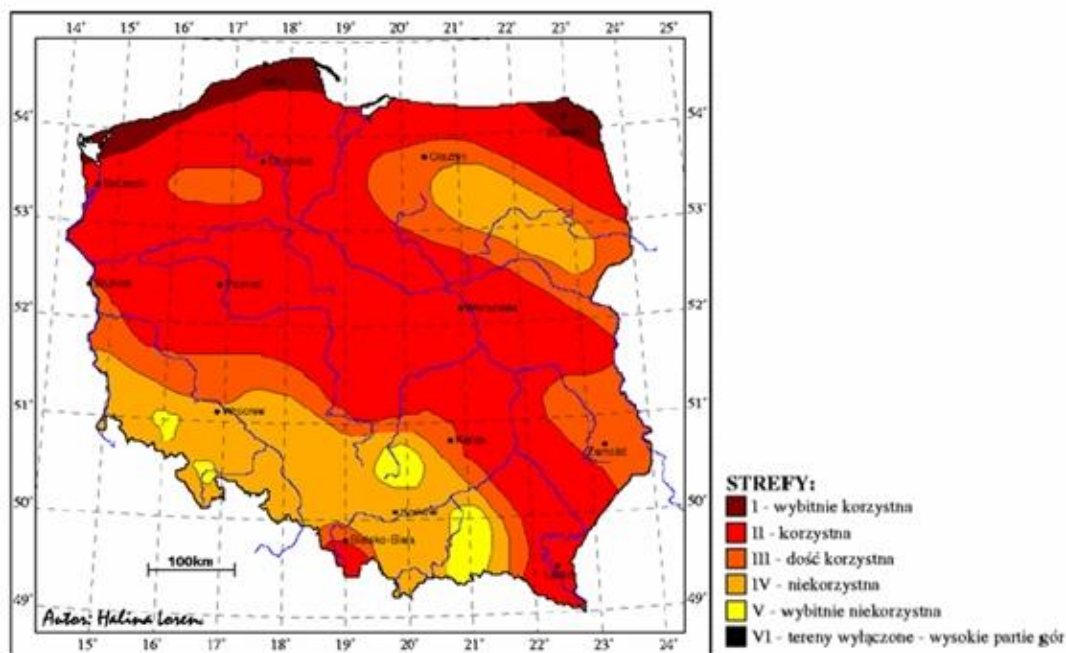 14° 15° 16° 17° 18° 19° 20° 21° 22° 23° 24° 25°
54° 54°
53° 53°
52° 52°
51° 51°
50° 50°
49° 49°
Olsztyn
Szczecin
Poznań
Warszawa
Wrocław
Kielce
Zamość
Kraków
Bielsko-Biała
100km
Autor: Halina Lorenc
15° 16° 17° 18° 19° 20° 21° 22° 23° 24°
STREFY:
I - wybitnie korzystna
II - korzystna
III - dość korzystna
IV - niekorzystna
V - wybitnie niekorzystna
VI - tereny wyłączone - wysokie partie gór